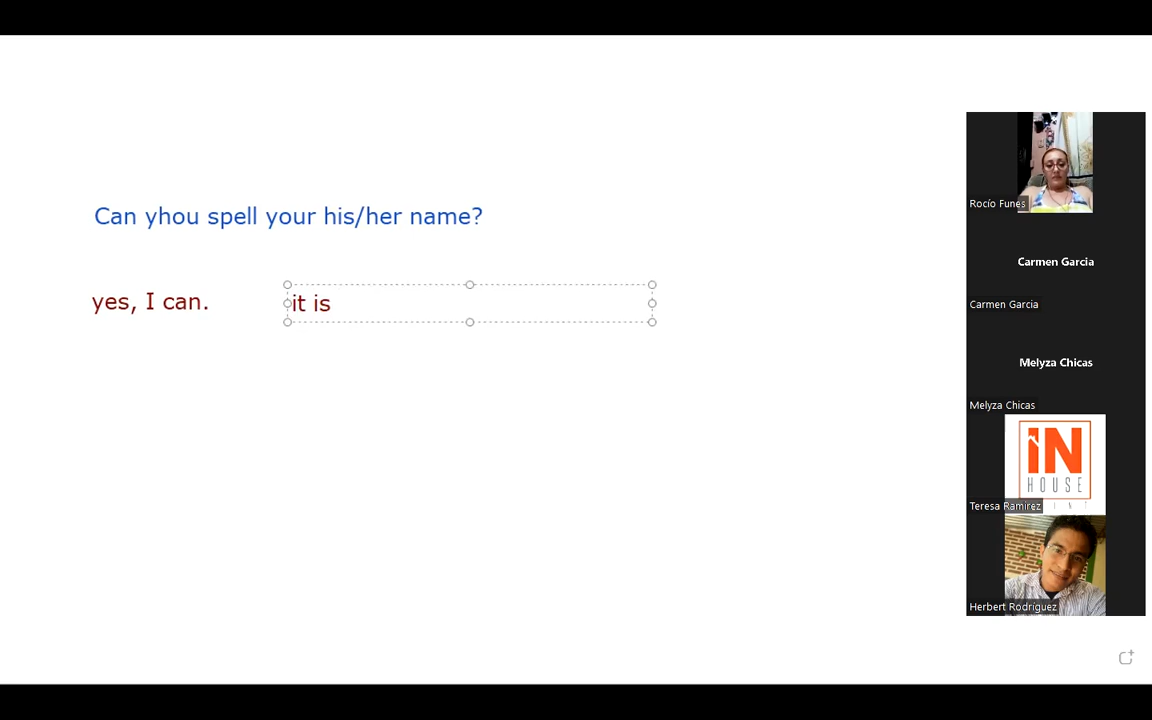 Can yhou spell your his/her name?
yes, I can. it is
Rocío Funes
Carmen Garcia
Carmen Garcia
Melyza Chicas
Melyza Chicas
iN
HOUSE
Teresa Ramirez
Herbert Rodríguez